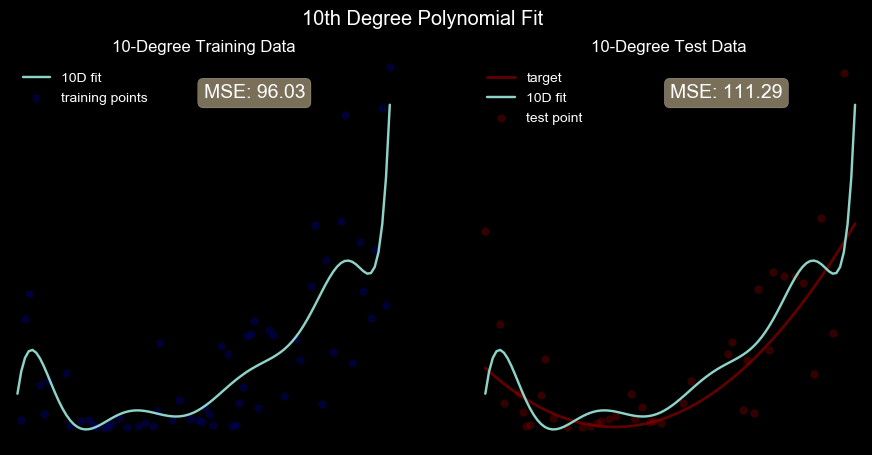 10th Degree Polynomial Fit
10-Degree Training Data
10D fit
training points
MSE: 96.03
10-Degree Test Data
target
10D fit
test point
MSE: 111.29